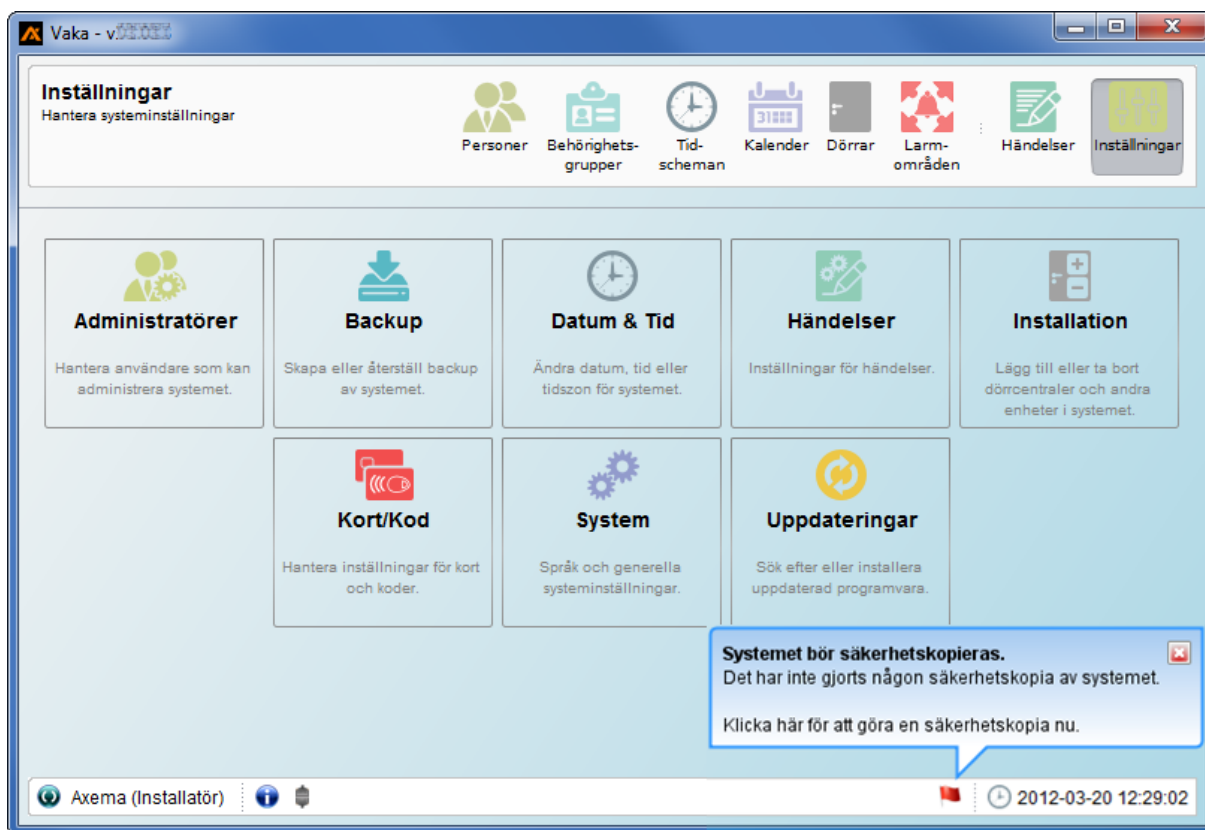 Vaka - v.
Inställningar
Hantera systeminställningar
Personer
Behörighets-
grupper
Tid-
scheman
31
Kalender
Dörrar
Larm-
områden
Händelser
Inställningar
Administratörer
Hantera användare som kan
administrera systemet.
Backup
Skapa eller återställ backup
av systemet.
Datum & Tid
Ändra datum, tid eller
tidszon för systemet.
Händelser
Inställningar för händelser.
Installation
Lägg till eller ta bort
dörrcentraler och andra
enheter i systemet.
Kort/Kod
Hantera inställningar för kort
och koder.
System
Språk och generella
systeminställningar.
Uppdateringar
Sök efter eller installera
uppdaterad programvara.
Systemet bör säkerhetskopieras.
Det har inte gjorts någon säkerhetskopia av systemet.
Klicka här för att göra en säkerhetskopia nu.
Axema (Installatör)
2012-03-20 12:29:02